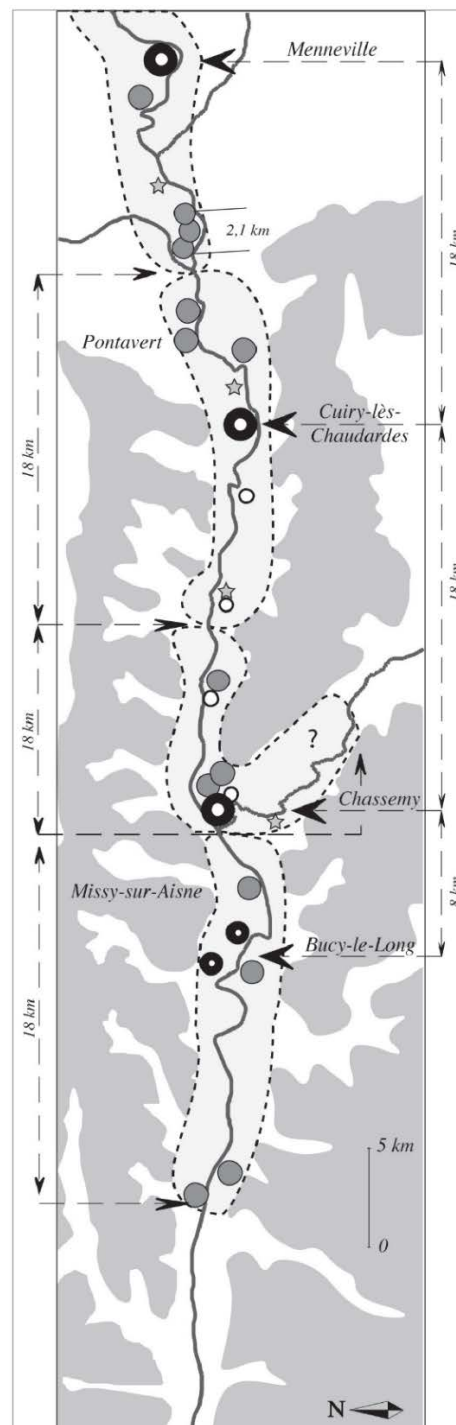 Menneville
18 km
2,1 km
Pontavert
Cuiry-lès-
Chaudardes
18 km
18 km
18 km
?
Chassemy
Missy-sur-Aisne
8 km
Bucy-le-Long
18 km
5 km
0
N